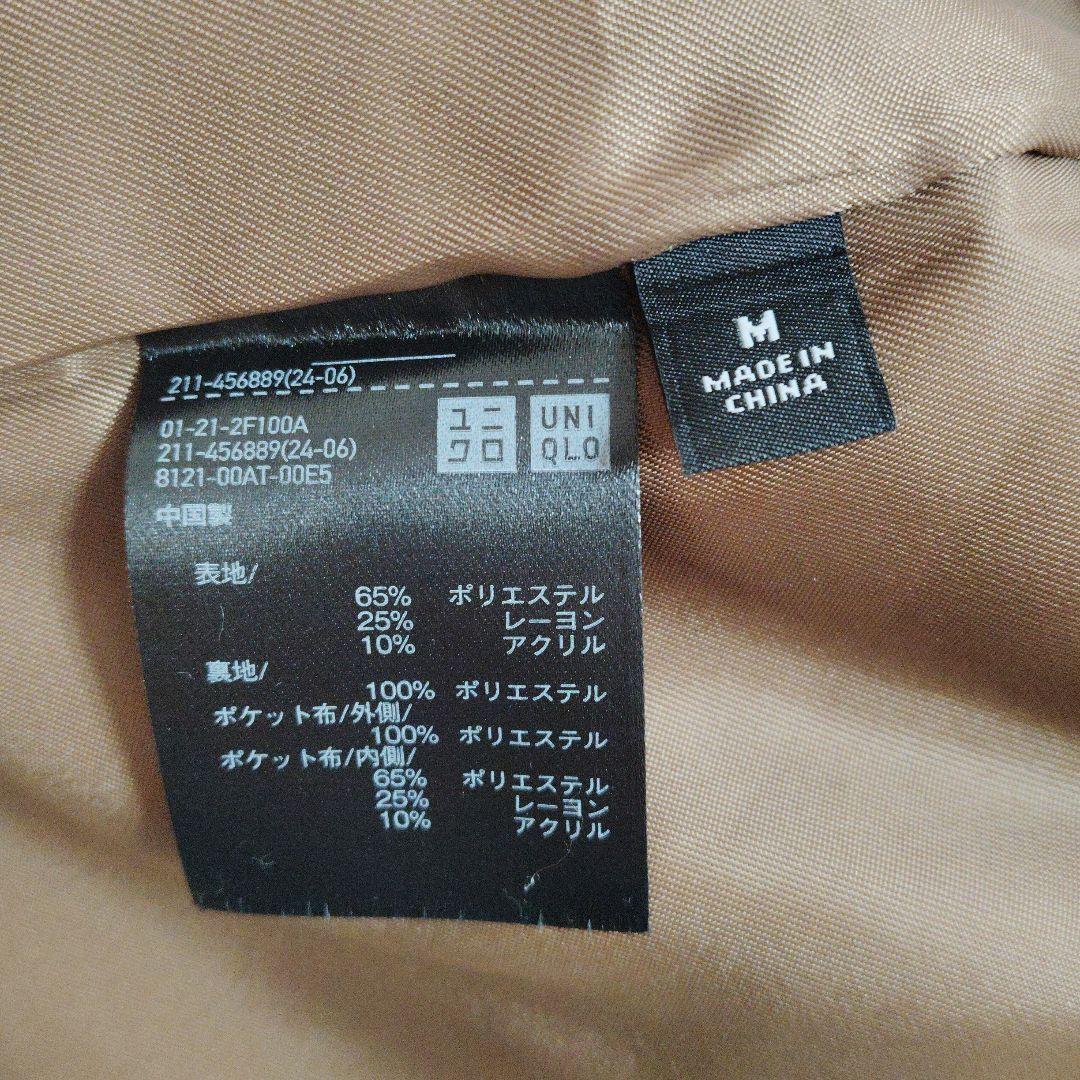 211-456889(24-06)
01-21-2F100A
211-456889(24-06)
8121-00AT-00E5
ユニ
クロ
UNI
QLO
中国製
表地/
65% ポリエステル
25% レーヨン
10% アクリル
裏地/
100% ポリエステル
ポケット布/外側/
100% ポリエステル
ポケット布/内側/
65% ポリエステル
25% レーヨン
10% アクリル
M
MADE IN
CHINA